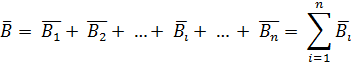 B̅ = B̅₁ + B̅₂ + … + B̅ᵢ + … + B̅ₙ = ∑ᵢ₌₁ⁿ B̅ᵢ